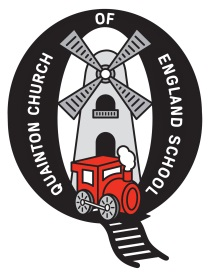 QUAINTON CHURCH
OF
ENGLAND SCHOOL